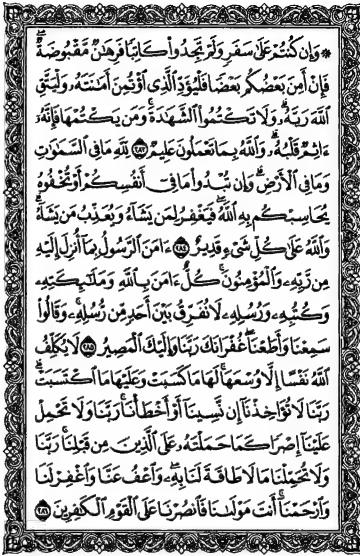 ۞ وَإِن كُنتُمْ عَلَىٰ سَفَرٍ وَلَمْ تَجِدُوا۟ كَاتِبًا فَرِهَـٰنٌ مَّقْبُوضَةٌ ۖ
فَإِنْ أَمِنَ بَعْضُكُم بَعْضًا فَلْيُؤَدِّ ٱلَّذِى ٱؤْتُمِنَ أَمَـٰنَتَهُۥ وَلْيَتَّقِ
ٱللَّهَ رَبَّهُۥ ۗ وَلَا تَكْتُمُوا۟ ٱلشَّهَـٰدَةَ ۚ وَمَن يَكْتُمْهَا فَإِنَّهُۥٓ
ءَاثِمٌ قَلْبُهُۥ ۗ وَٱللَّهُ بِمَا تَعْمَلُونَ عَلِيمٌ ٢٨٣ لِّلَّهِ مَا فِى ٱلسَّمَـٰوَٰتِ
وَمَا فِى ٱلْأَرْضِ ۗ وَإِن تُبْدُوا۟ مَا فِىٓ أَنفُسِكُمْ أَوْ تُخْفُوهُ
يُحَاسِبْكُم بِهِ ٱللَّهُ ۖ فَيَغْفِرُ لِمَن يَشَآءُ وَيُعَذِّبُ مَن يَشَآءُ ۗ
وَٱللَّهُ عَلَىٰ كُلِّ شَىْءٍ قَدِيرٌ ٢٨٤ ءَامَنَ ٱلرَّسُولُ بِمَآ أُنزِلَ إِلَيْهِ
مِن رَّبِّهِۦ وَٱلْمُؤْمِنُونَ ۚ كُلٌّ ءَامَنَ بِٱللَّهِ وَمَلَـٰٓئِكَتِهِۦ
وَكُتُبِهِۦ وَرُسُلِهِۦ لَا نُفَرِّقُ بَيْنَ أَحَدٍ مِّن رُّسُلِهِۦ ۚ وَقَالُوا۟
سَمِعْنَا وَأَطَعْنَا ۖ غُفْرَانَكَ رَبَّنَا وَإِلَيْكَ ٱلْمَصِيرُ ٢٨٥ لَا يُكَلِّفُ
ٱللَّهُ نَفْسًا إِلَّا وُسْعَهَا ۚ لَهَا مَا كَسَبَتْ وَعَلَيْهَا مَا ٱكْتَسَبَتْ ۗ
رَبَّنَا لَا تُؤَاخِذْنَآ إِن نَّسِينَآ أَوْ أَخْطَأْنَا ۚ رَبَّنَا وَلَا تَحْمِلْ
عَلَيْنَآ إِصْرًا كَمَا حَمَلْتَهُۥ عَلَى ٱلَّذِينَ مِن قَبْلِنَا ۚ رَبَّنَا
وَلَا تُحَمِّلْنَا مَا لَا طَاقَةَ لَنَا بِهِۦ ۖ وَٱعْفُ عَنَّا وَٱغْفِرْ لَنَا
وَٱرْحَمْنَآ ۚ أَنتَ مَوْلَىٰنَا فَٱنصُرْنَا عَلَى ٱلْقَوْمِ ٱلْكَـٰفِرِينَ ٢٨٦